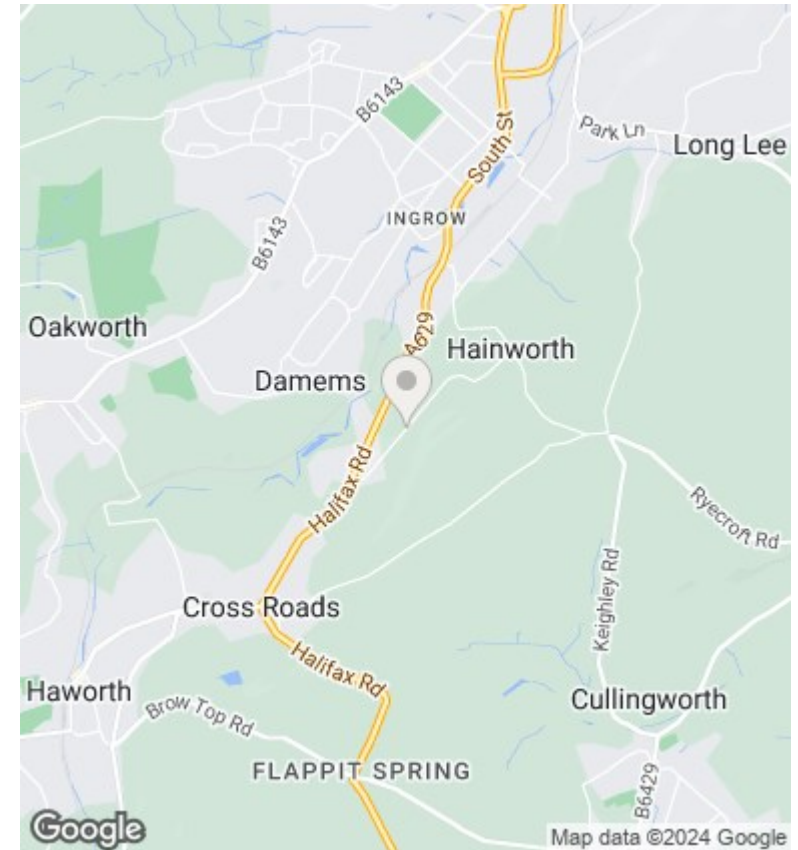 B6143
South St
Park Ln
Long Lee
INGROW
B6143
Oakworth
A629
Hainworth
Damems
Halifax Rd
Ryecroft Rd
Keighley Rd
Cross Roads
Halifax Rd
Haworth
Brow Top Rd
Cullingworth
FLAPPIT SPRING
B6429
Google
Map data ©2024 Google